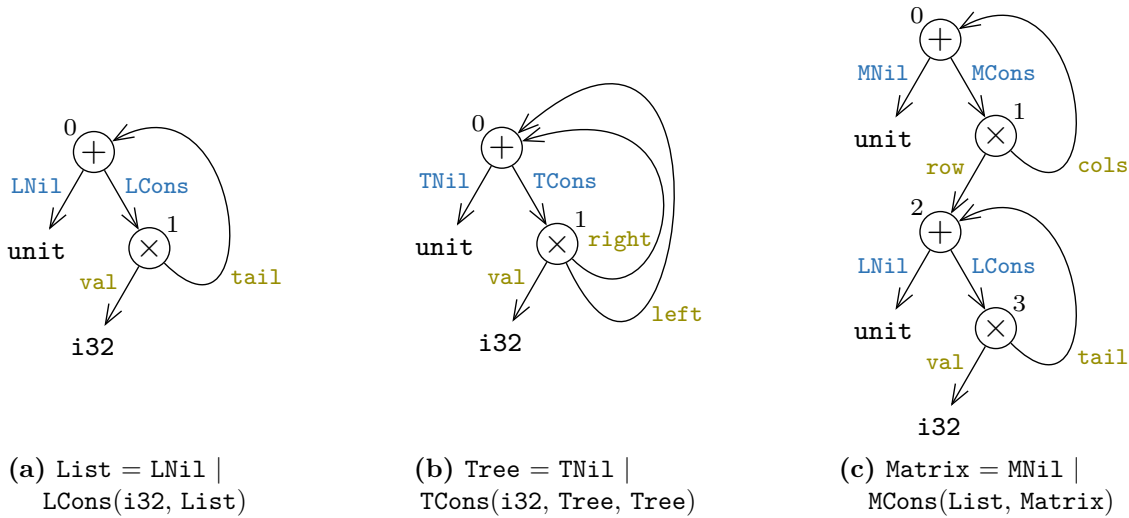 0
+
LNil LCons
unit
1
×
val tail
i32
(a) List = LNil |
LCons(i32, List)
0
+
TNil TCons
unit
1
×
right
val
left
i32
(b) Tree = TNil |
TCons(i32, Tree, Tree)
0
+
MNil MCons
unit
1
×
row cols
2
+
LNil LCons
unit
3
×
val tail
i32
(c) Matrix = MNil |
MCons(List, Matrix)